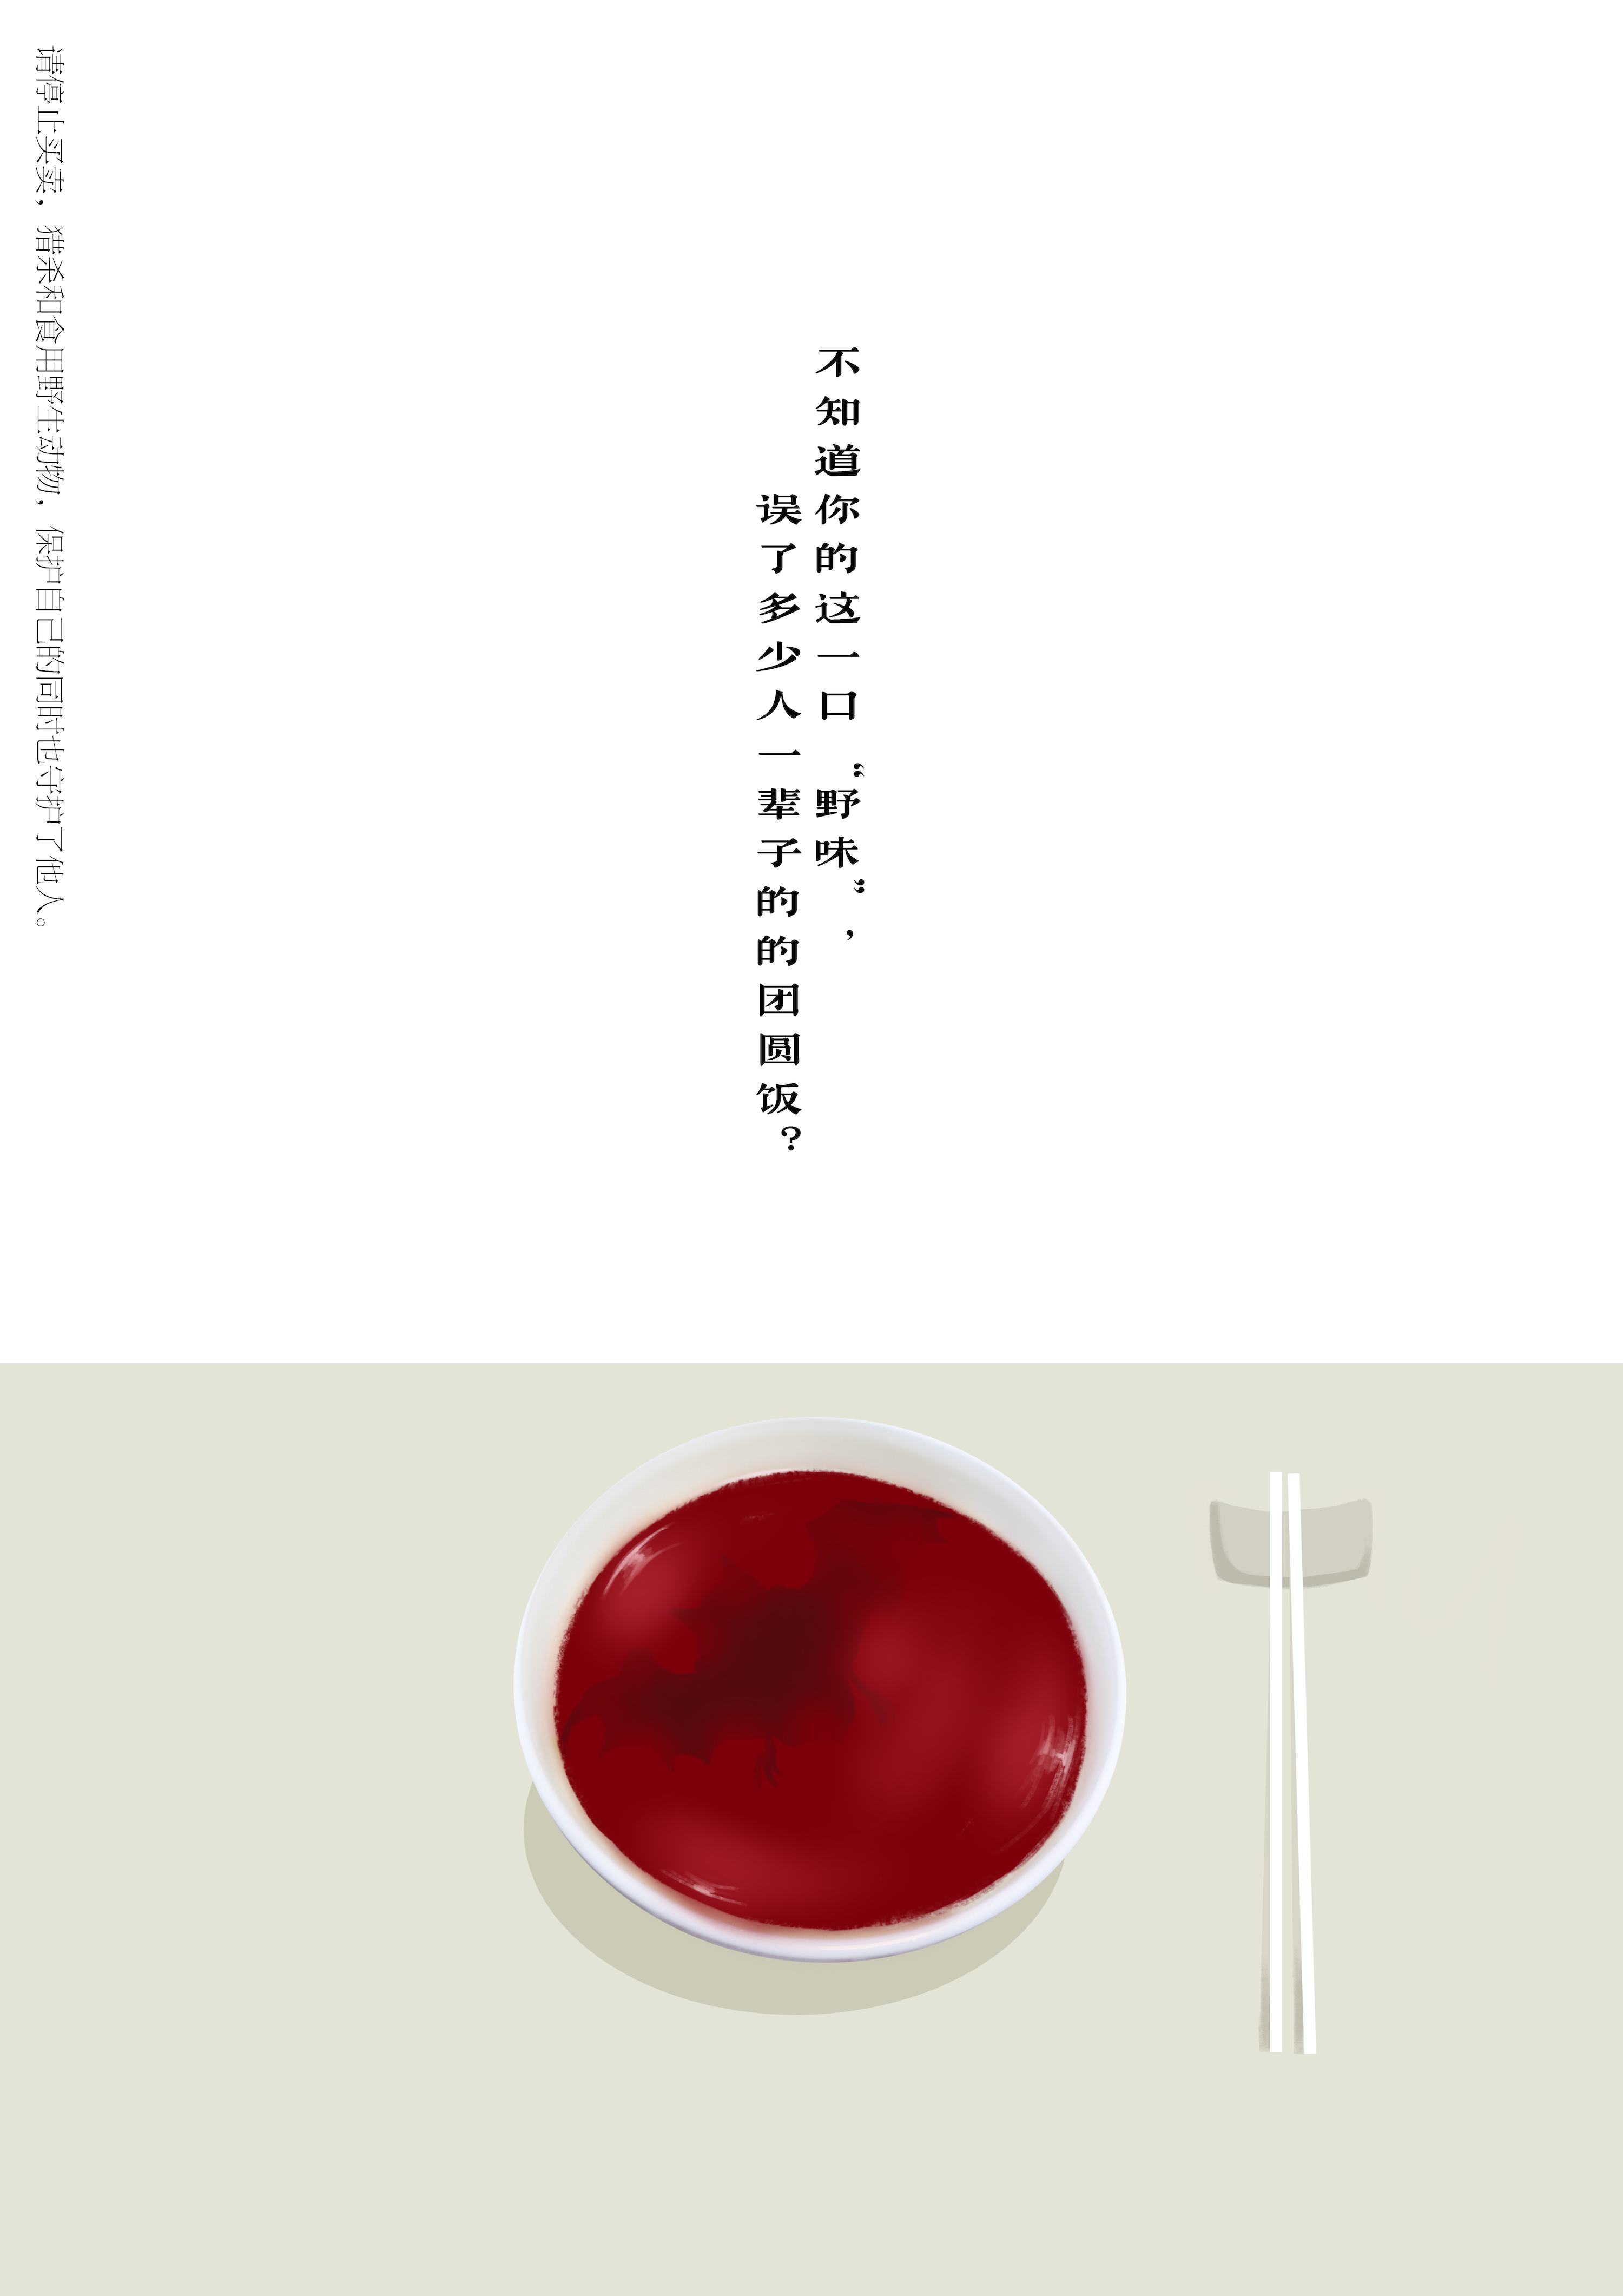 不知道你的这一口“野味”，
误了多少人一辈子的的团圆饭？
请停止买卖，猎杀和食用野生动物，保护自己的同时也守护了他人。